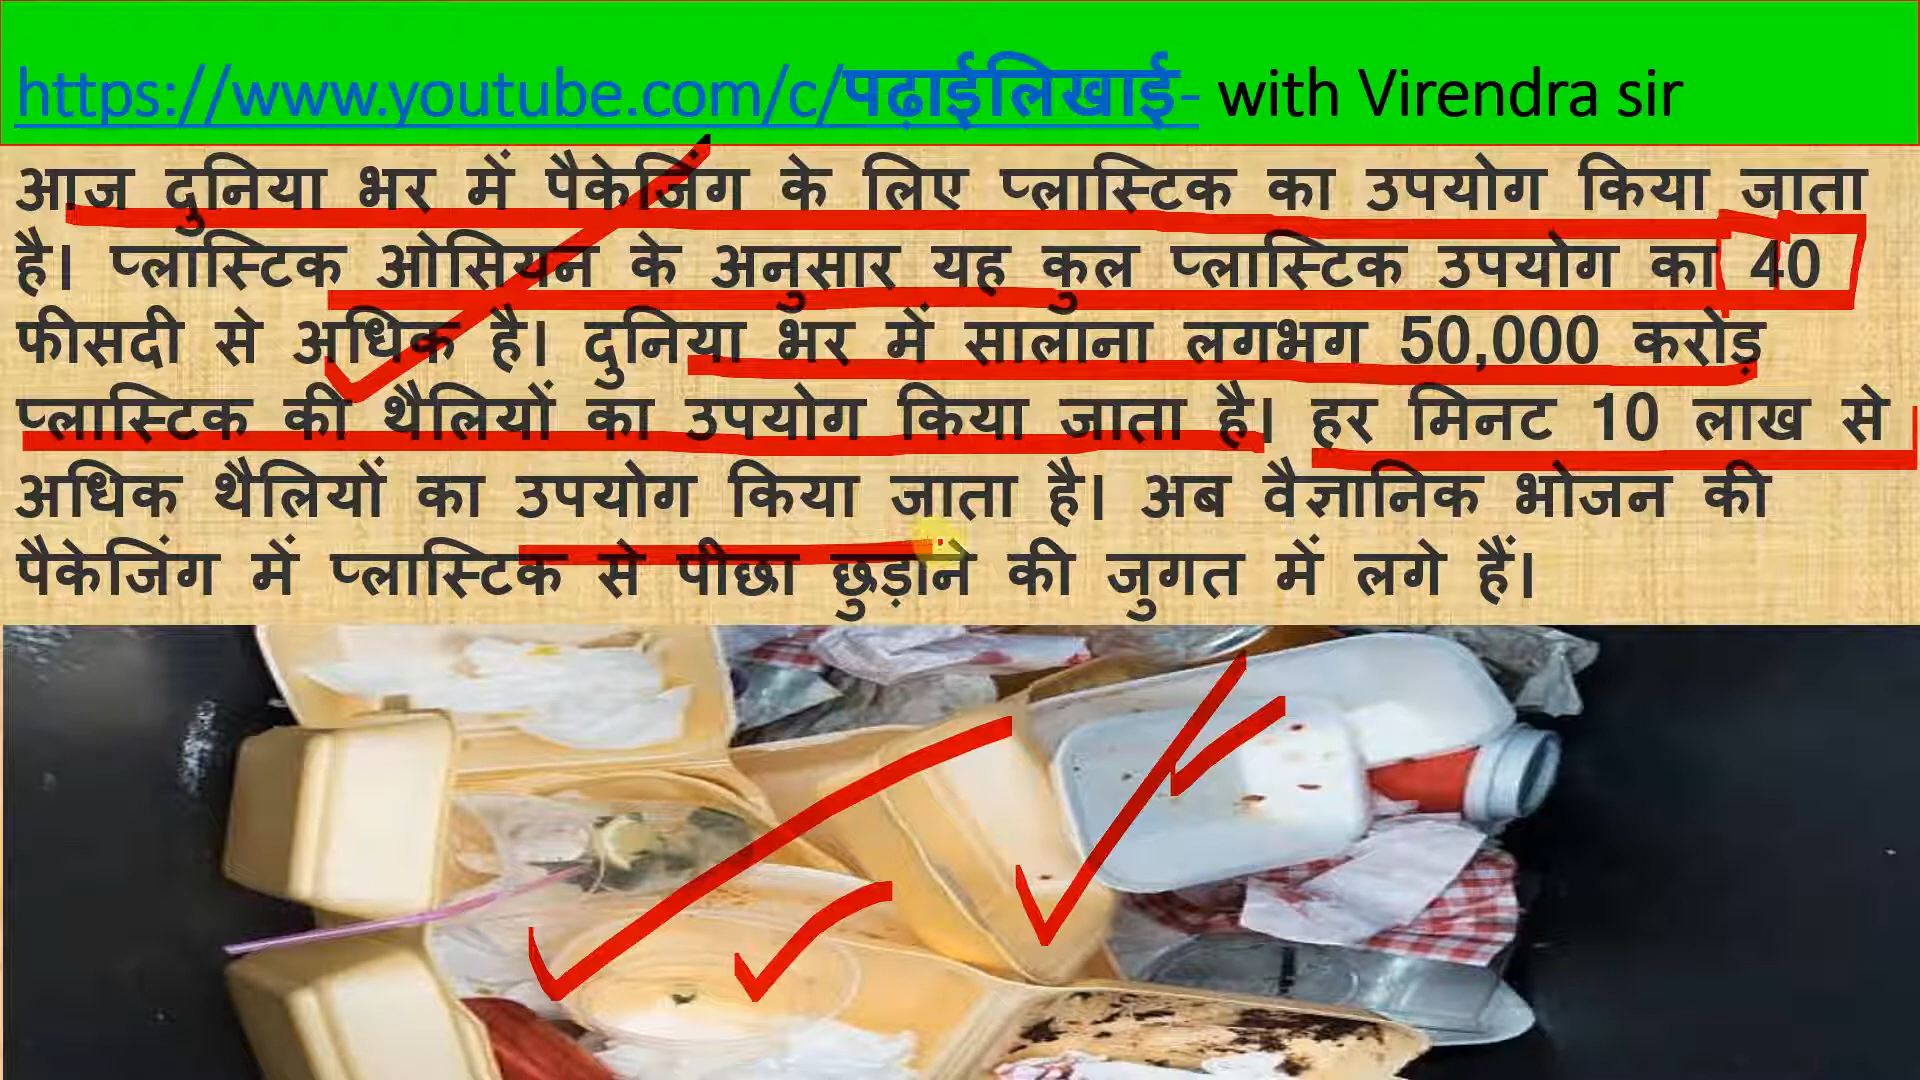 https://www.youtube.com/c/पढ़ाईलिखाई- with Virendra sir
आज दुनिया भर में पैकेजिंग के लिए प्लास्टिक का उपयोग किया जाता
है। प्लास्टिक ओसियन के अनुसार यह कुल प्लास्टिक उपयोग का 40
फीसदी से अधिक है। दुनिया भर में सालाना लगभग 50,000 करोड़
प्लास्टिक की थैलियों का उपयोग किया जाता है। हर मिनट 10 लाख से
अधिक थैलियों का उपयोग किया जाता है। अब वैज्ञानिक भोजन की
पैकेजिंग में प्लास्टिक से पीछा छुड़ाने की जुगत में लगे हैं।